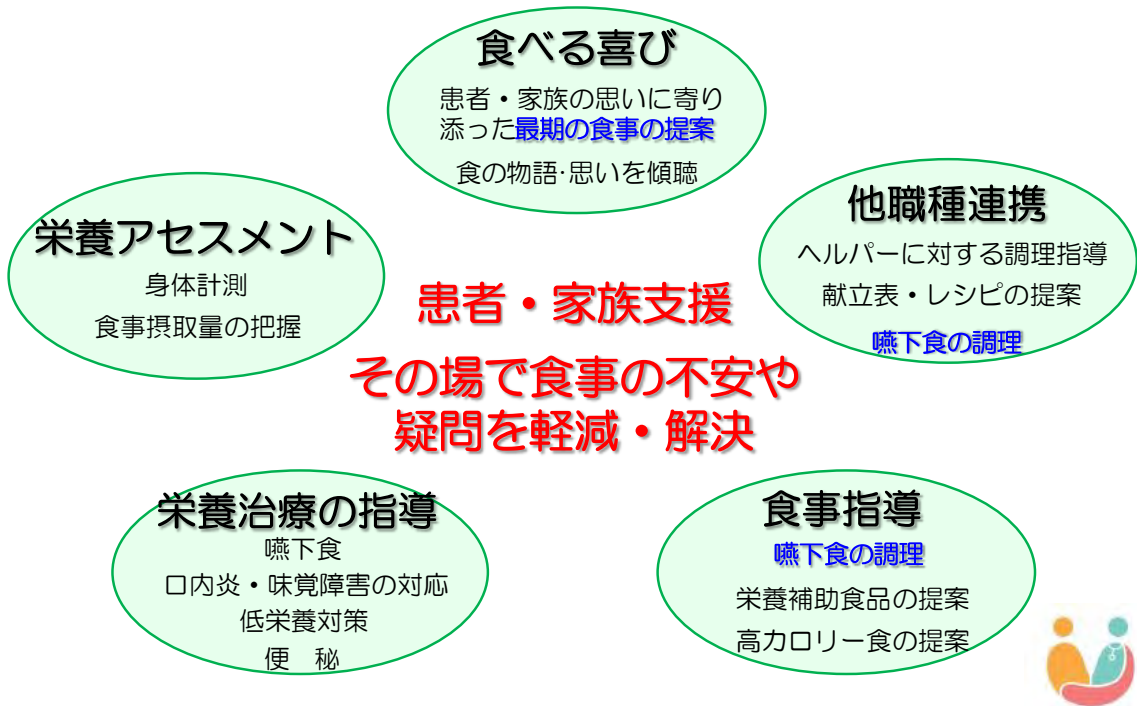 食べる喜び
患者・家族の思いに寄り
添った最期の食事の提案
食の物語・思いを傾聴
他職種連携
ヘルパーに対する調理指導
献立表・レシピの提案
嚥下食の調理
栄養アセスメント
身体計測
食事摂取量の把握
患者・家族支援
その場で食事の不安や
疑問を軽減・解決
栄養治療の指導
嚥下食
口内炎・味覚障害の対応
低栄養対策
便　秘
食事指導
嚥下食の調理
栄養補助食品の提案
高カロリー食の提案